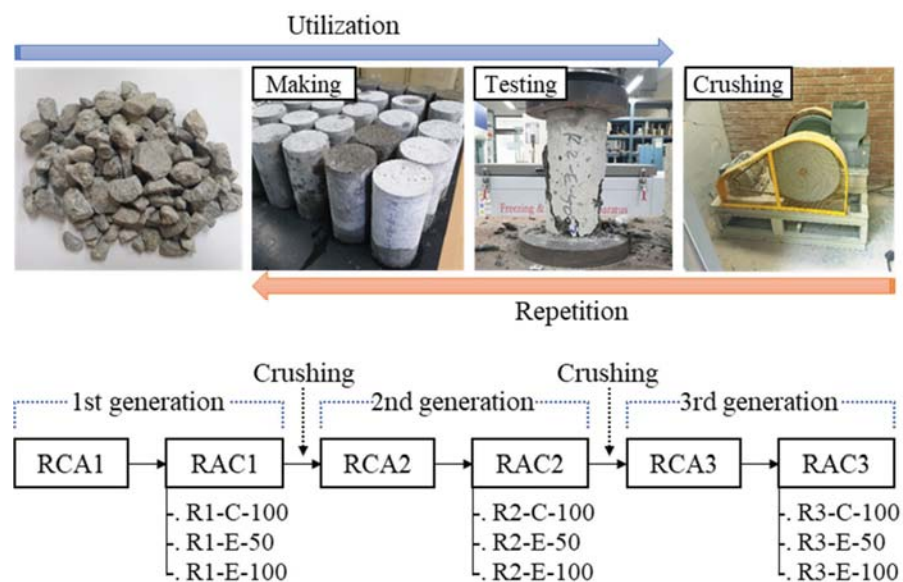 Utilization
Making
Testing
Crushing
Freezing &
Repetition
Crushing
Crushing
1st generation
2nd generation
3rd generation
RCA1
RAC1
RCA2
RAC2
RCA3
RAC3
-. R1-C-100
-. R2-C-100
-. R3-C-100
-. R1-E-50
-. R2-E-50
-. R3-E-50
-. R1-E-100
-. R2-E-100
-. R3-E-100